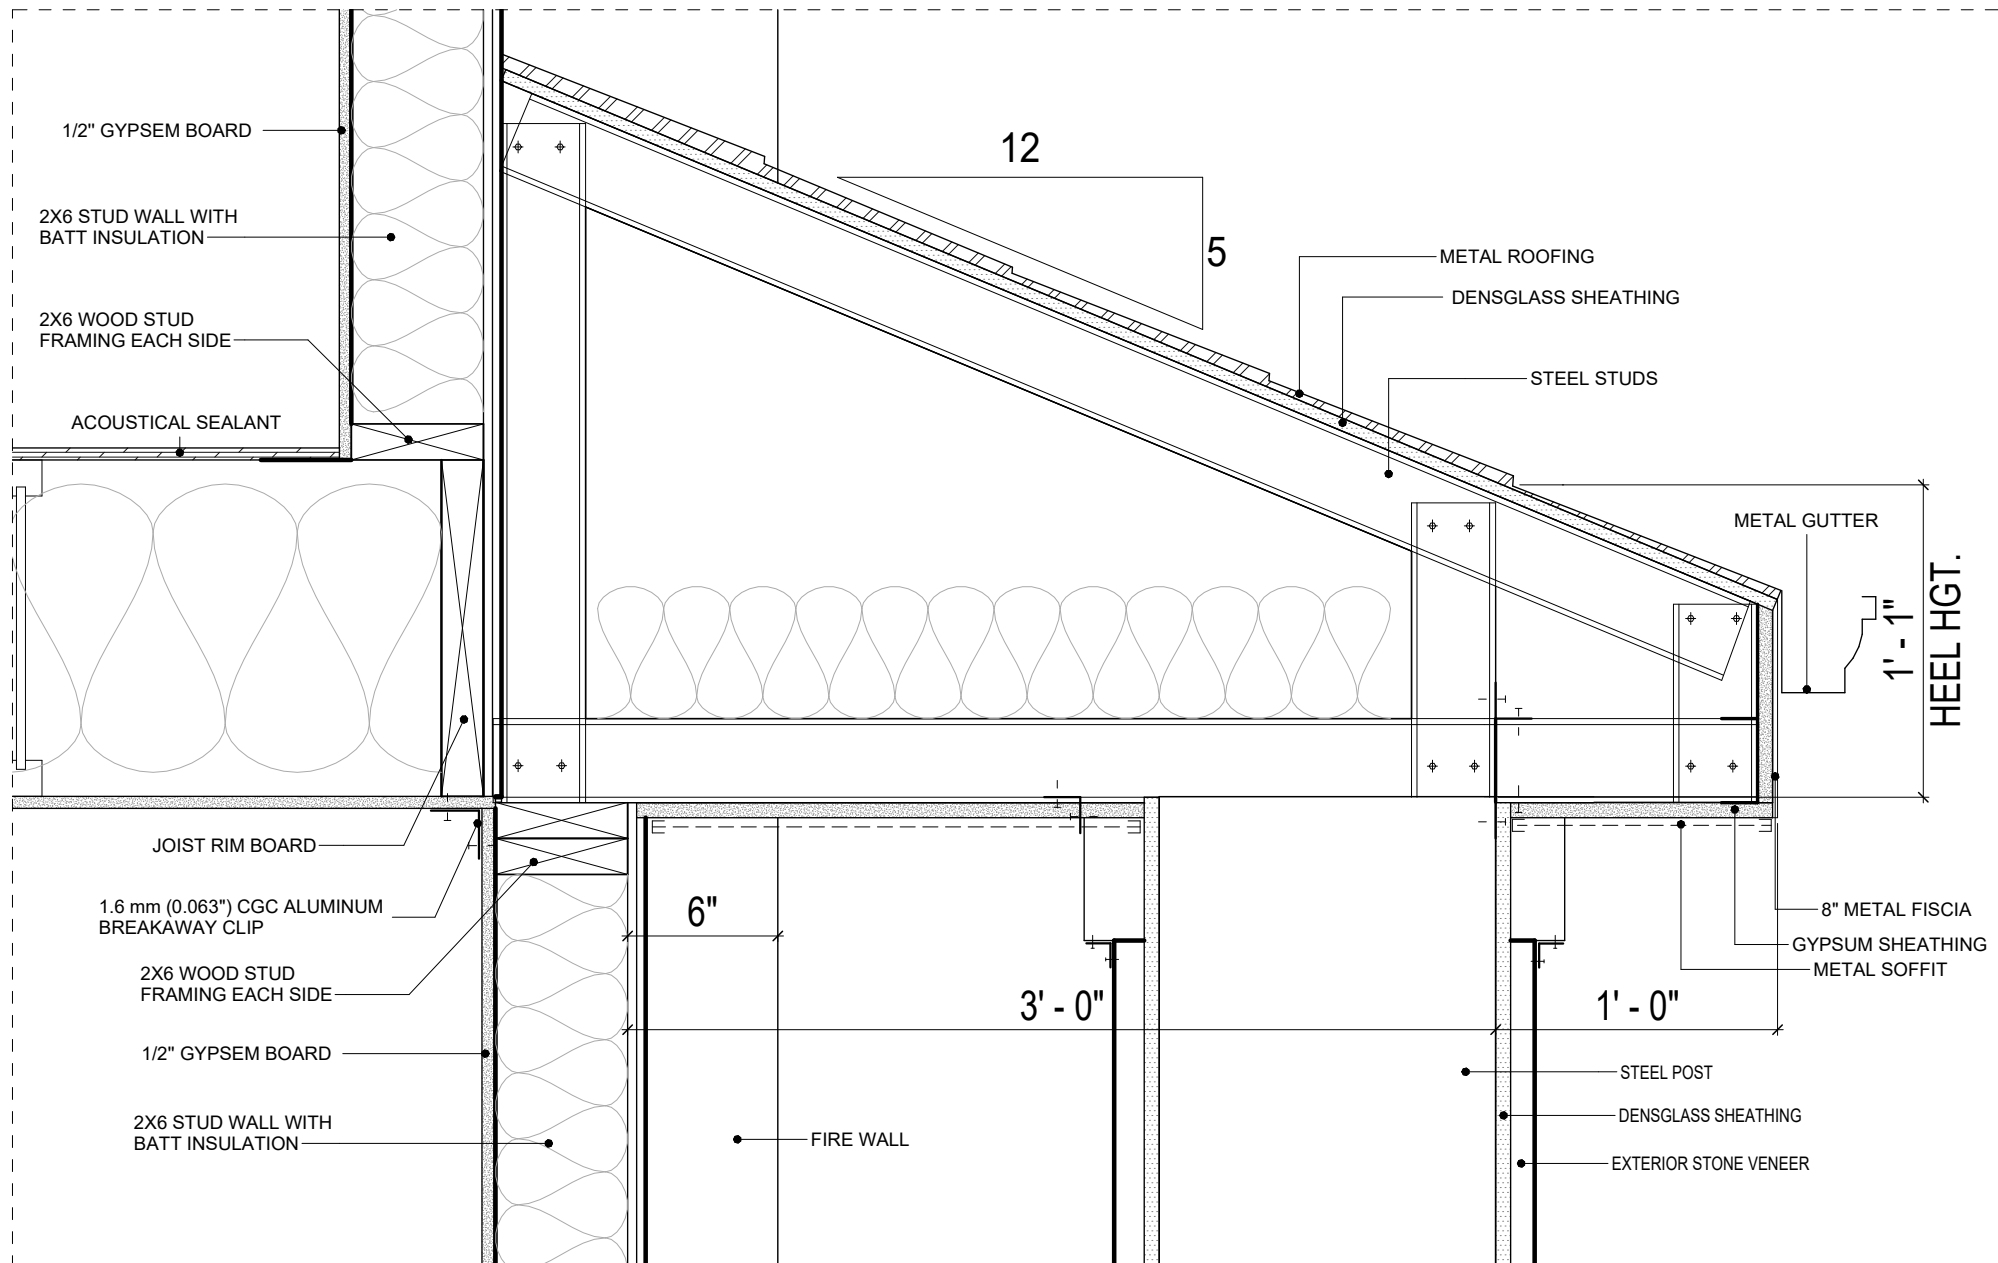 1/2" GYPSEM BOARD
2X6 STUD WALL WITH
BATT INSULATION
2X6 WOOD STUD
FRAMING EACH SIDE
ACOUSTICAL SEALANT
12
5
METAL ROOFING
DENSGLASS SHEATHING
STEEL STUDS
METAL GUTTER
1' - 1"
HEEL HGT.
JOIST RIM BOARD
1.6 mm (0.063") CGC ALUMINUM
BREAKAWAY CLIP
2X6 WOOD STUD
FRAMING EACH SIDE
1/2" GYPSEM BOARD
2X6 STUD WALL WITH
BATT INSULATION
6"
3' - 0"
1' - 0"
FIRE WALL
8" METAL FISCIA
GYPSUM SHEATHING
METAL SOFFIT
STEEL POST
DENSGLASS SHEATHING
EXTERIOR STONE VENEER